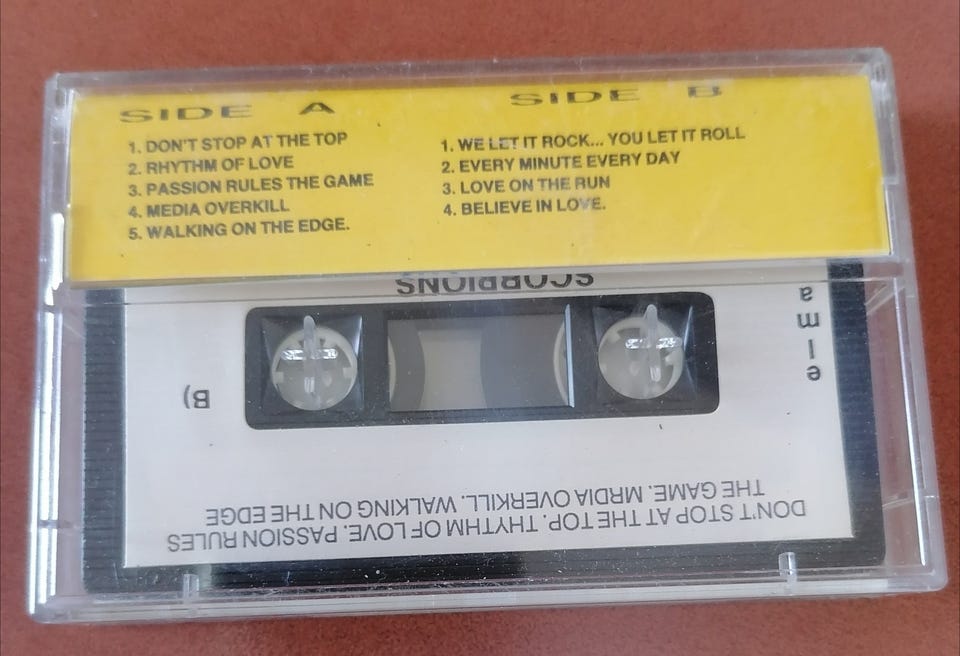 SIDE A
1. DON'T STOP AT THE TOP
2. RHYTHM OF LOVE
3. PASSION RULES THE GAME
4. MEDIA OVERKILL
5. WALKING ON THE EDGE.
SIDE B
1. WE LET IT ROCK... YOU LET IT ROLL
2. EVERY MINUTE EVERY DAY
3. LOVE ON THE RUN
4. BELIEVE IN LOVE.
DON'T STOP AT THE TOP. THYTHM OF LOVE. PASSION RULES
THE GAME. MRDIA OVERKILL. WALKING ON THE EDGE
elma
B)
SCORPIONS